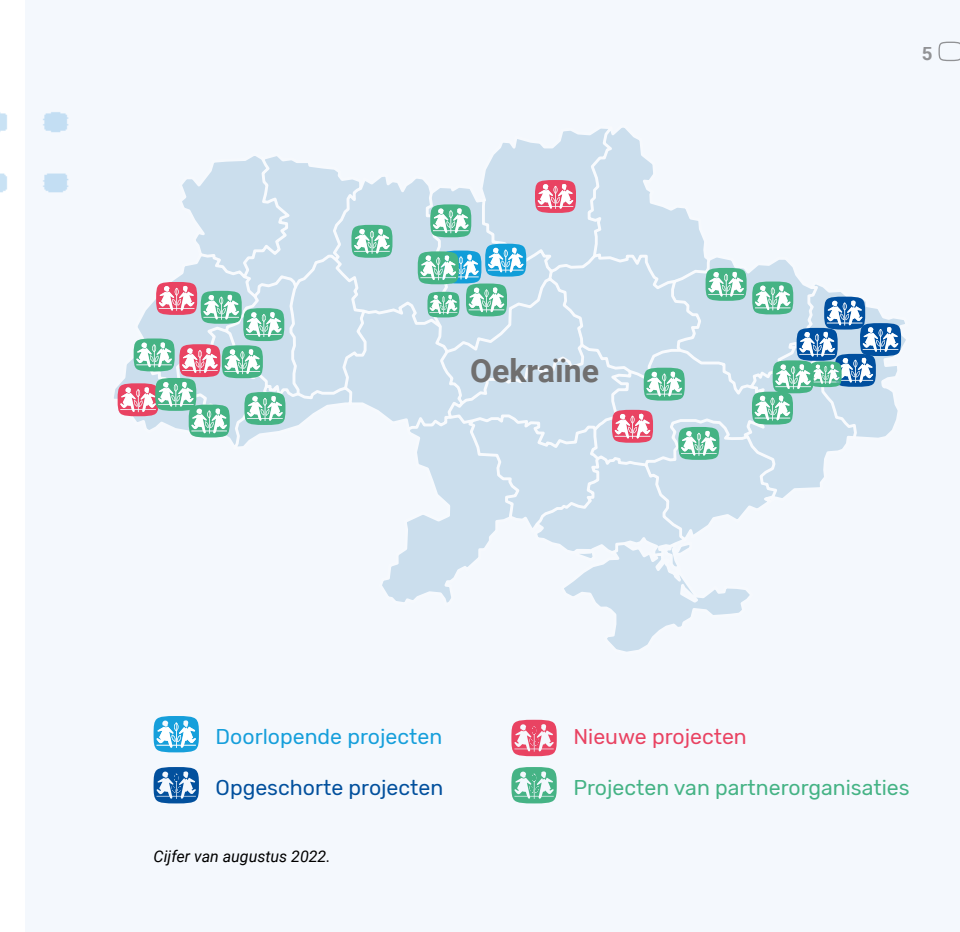 5
Oekraïne
Doorlopende projecten
Nieuwe projecten
Opgeschorte projecten
Projecten van partnerorganisaties
Cijfer van augustus 2022.